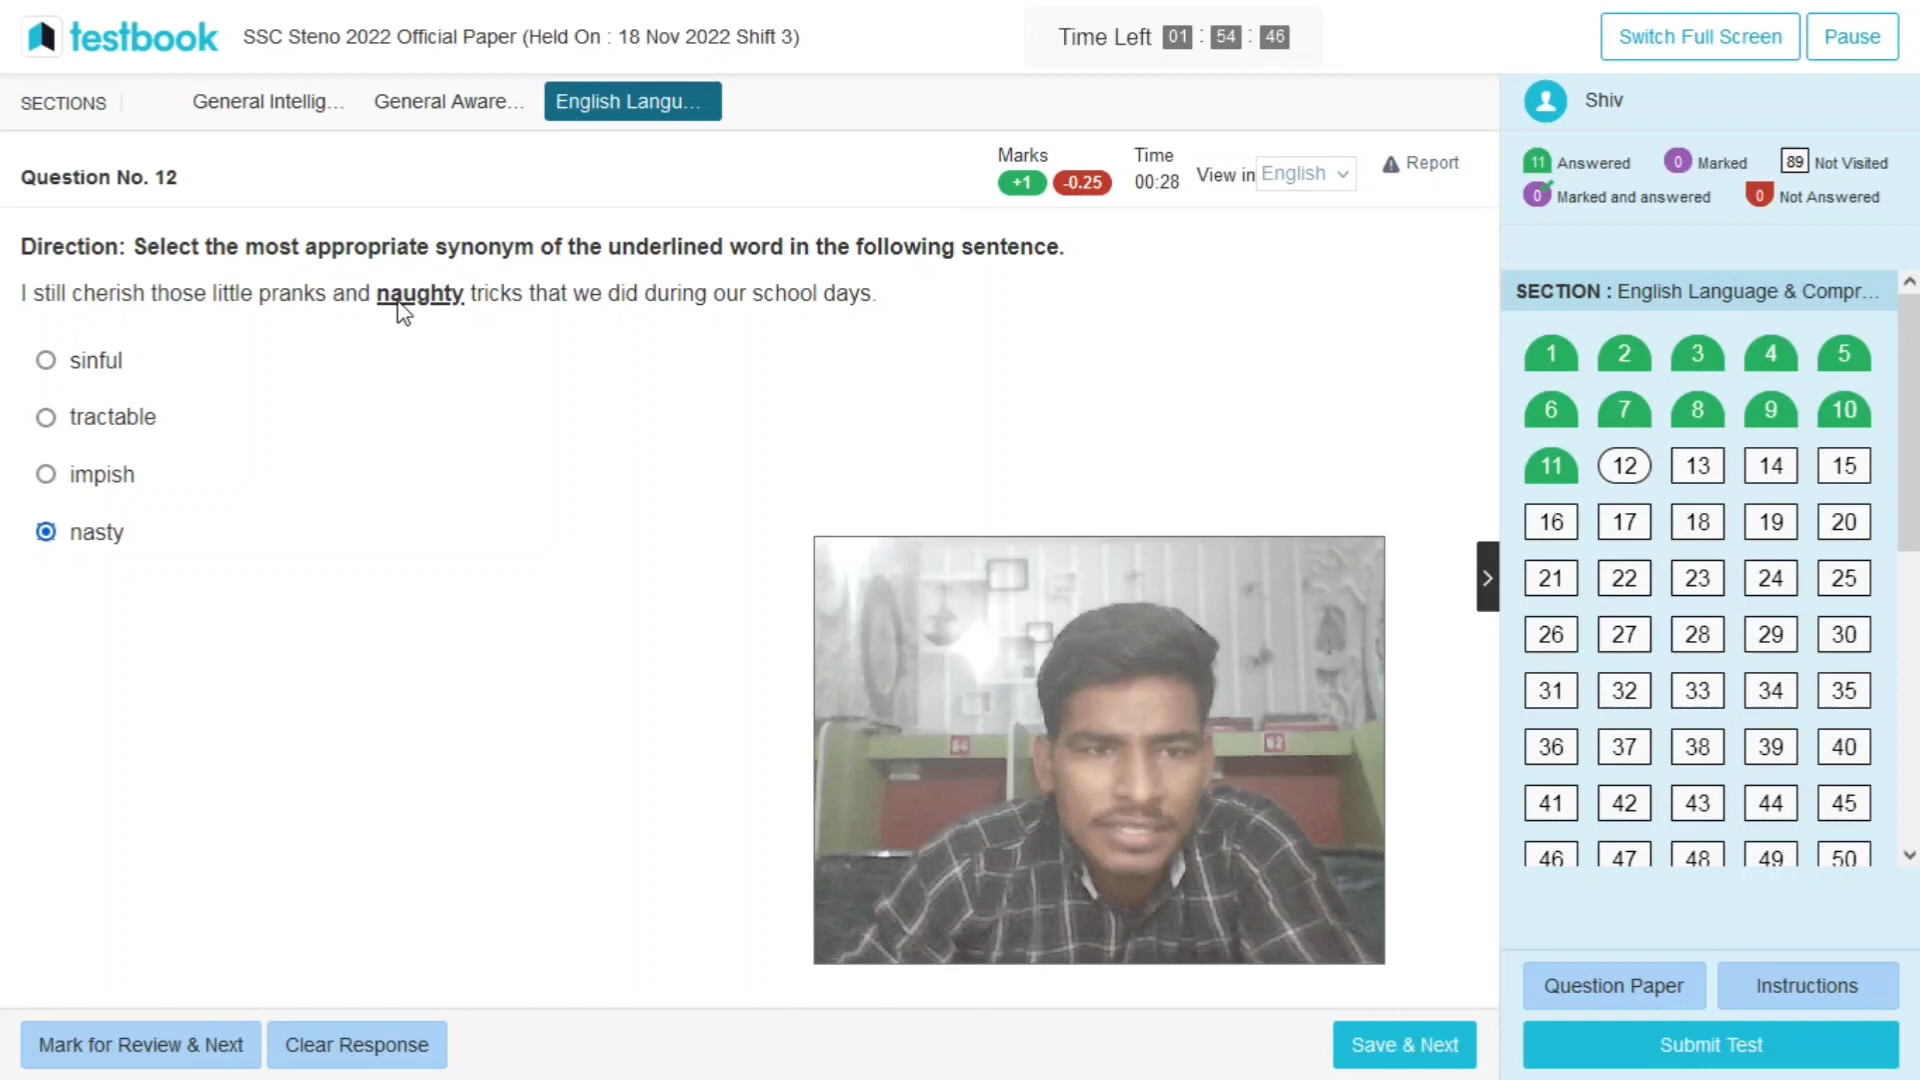 testbook SSC Steno 2022 Official Paper (Held On : 18 Nov 2022 Shift 3) Time Left 01 : 54 : 46 Switch Full Screen Pause
SECTIONS General Intellig... General Aware... English Langu... Shiv
Question No. 12 Marks +1 -0.25 Time 00:28 View in English Report
11 Answered 0 Marked 89 Not Visited
0 Marked and answered 0 Not Answered
Direction: Select the most appropriate synonym of the underlined word in the following sentence.
I still cherish those little pranks and naughty tricks that we did during our school days.
sinful
tractable
impish
nasty
64 62
SECTION : English Language & Compr...
1 2 3 4 5
6 7 8 9 10
11 12 13 14 15
16 17 18 19 20
21 22 23 24 25
26 27 28 29 30
31 32 33 34 35
36 37 38 39 40
41 42 43 44 45
46 47 48 49 50
Question Paper Instructions
Mark for Review & Next Clear Response Save & Next Submit Test